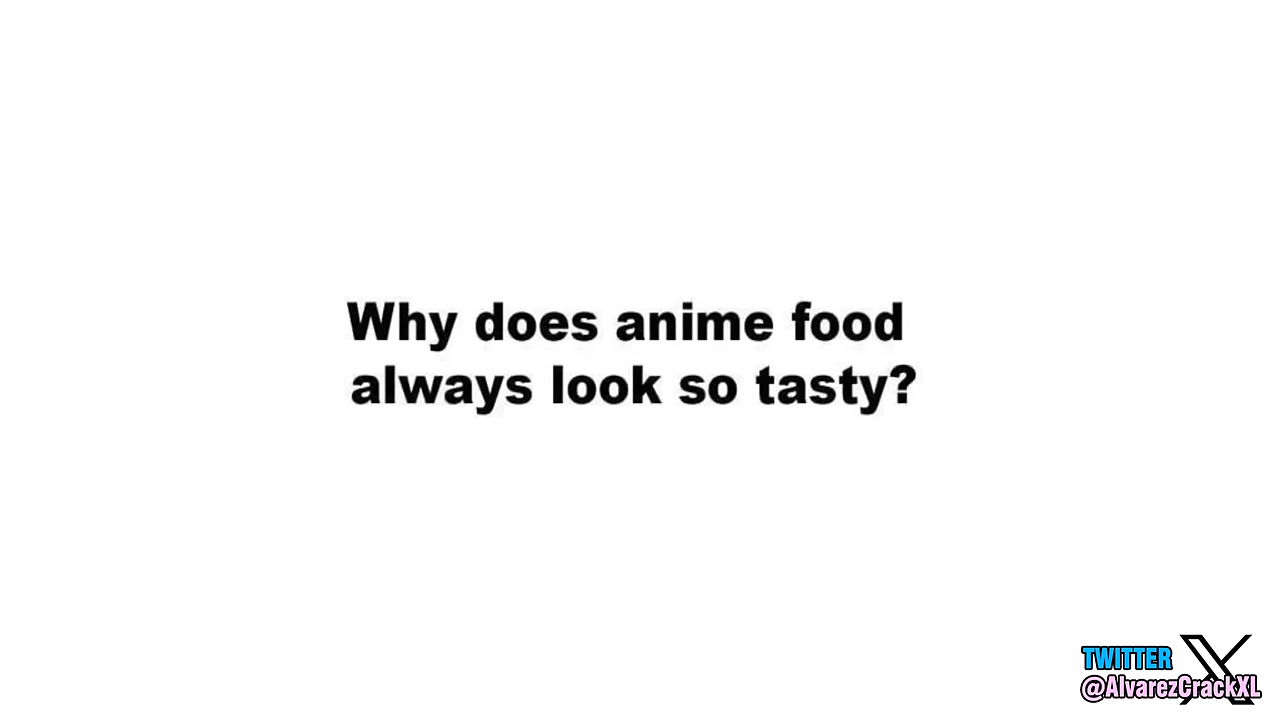 Why does anime food
always look so tasty?
TWITTER
@AlvarezCrackXL